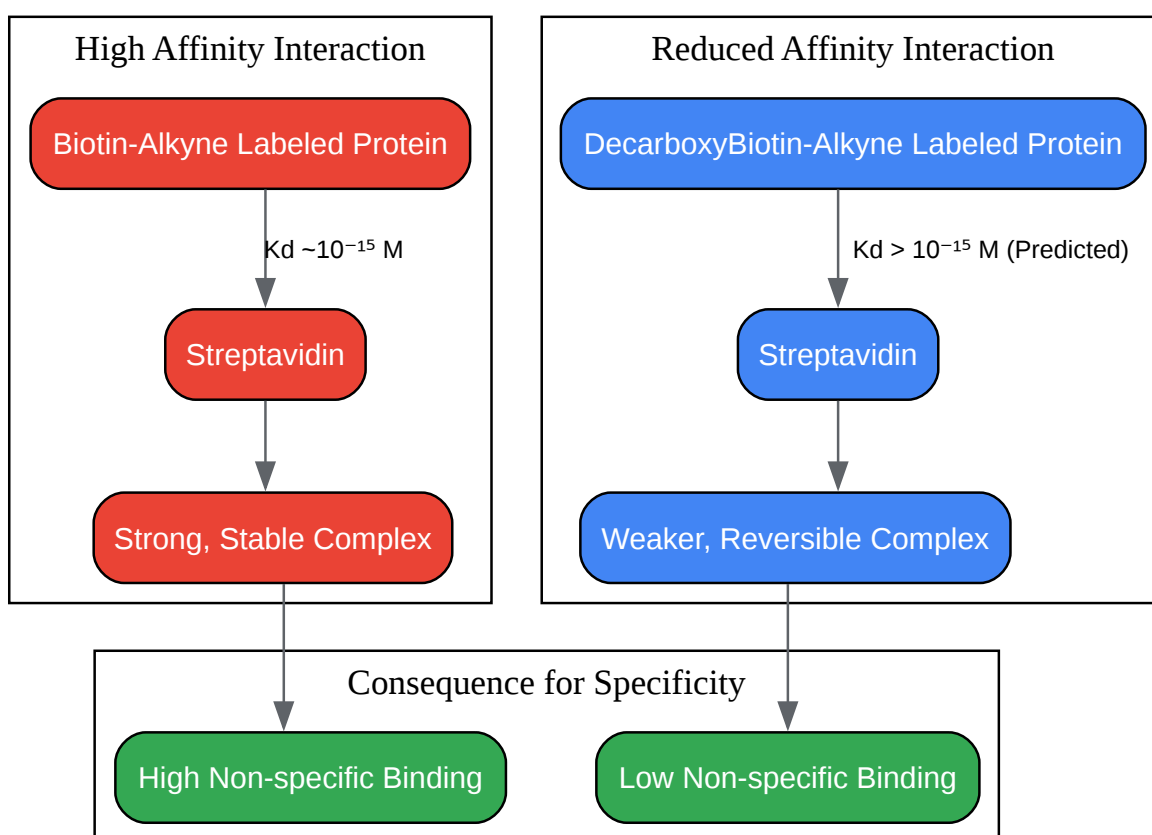 High Affinity Interaction
Biotin-Alkyne Labeled Protein
Kd ~10⁻¹⁵ M
Streptavidin
Strong, Stable Complex
Reduced Affinity Interaction
DecarboxyBiotin-Alkyne Labeled Protein
Kd > 10⁻¹⁵ M (Predicted)
Streptavidin
Weaker, Reversible Complex
Consequence for Specificity
High Non-specific Binding
Low Non-specific Binding